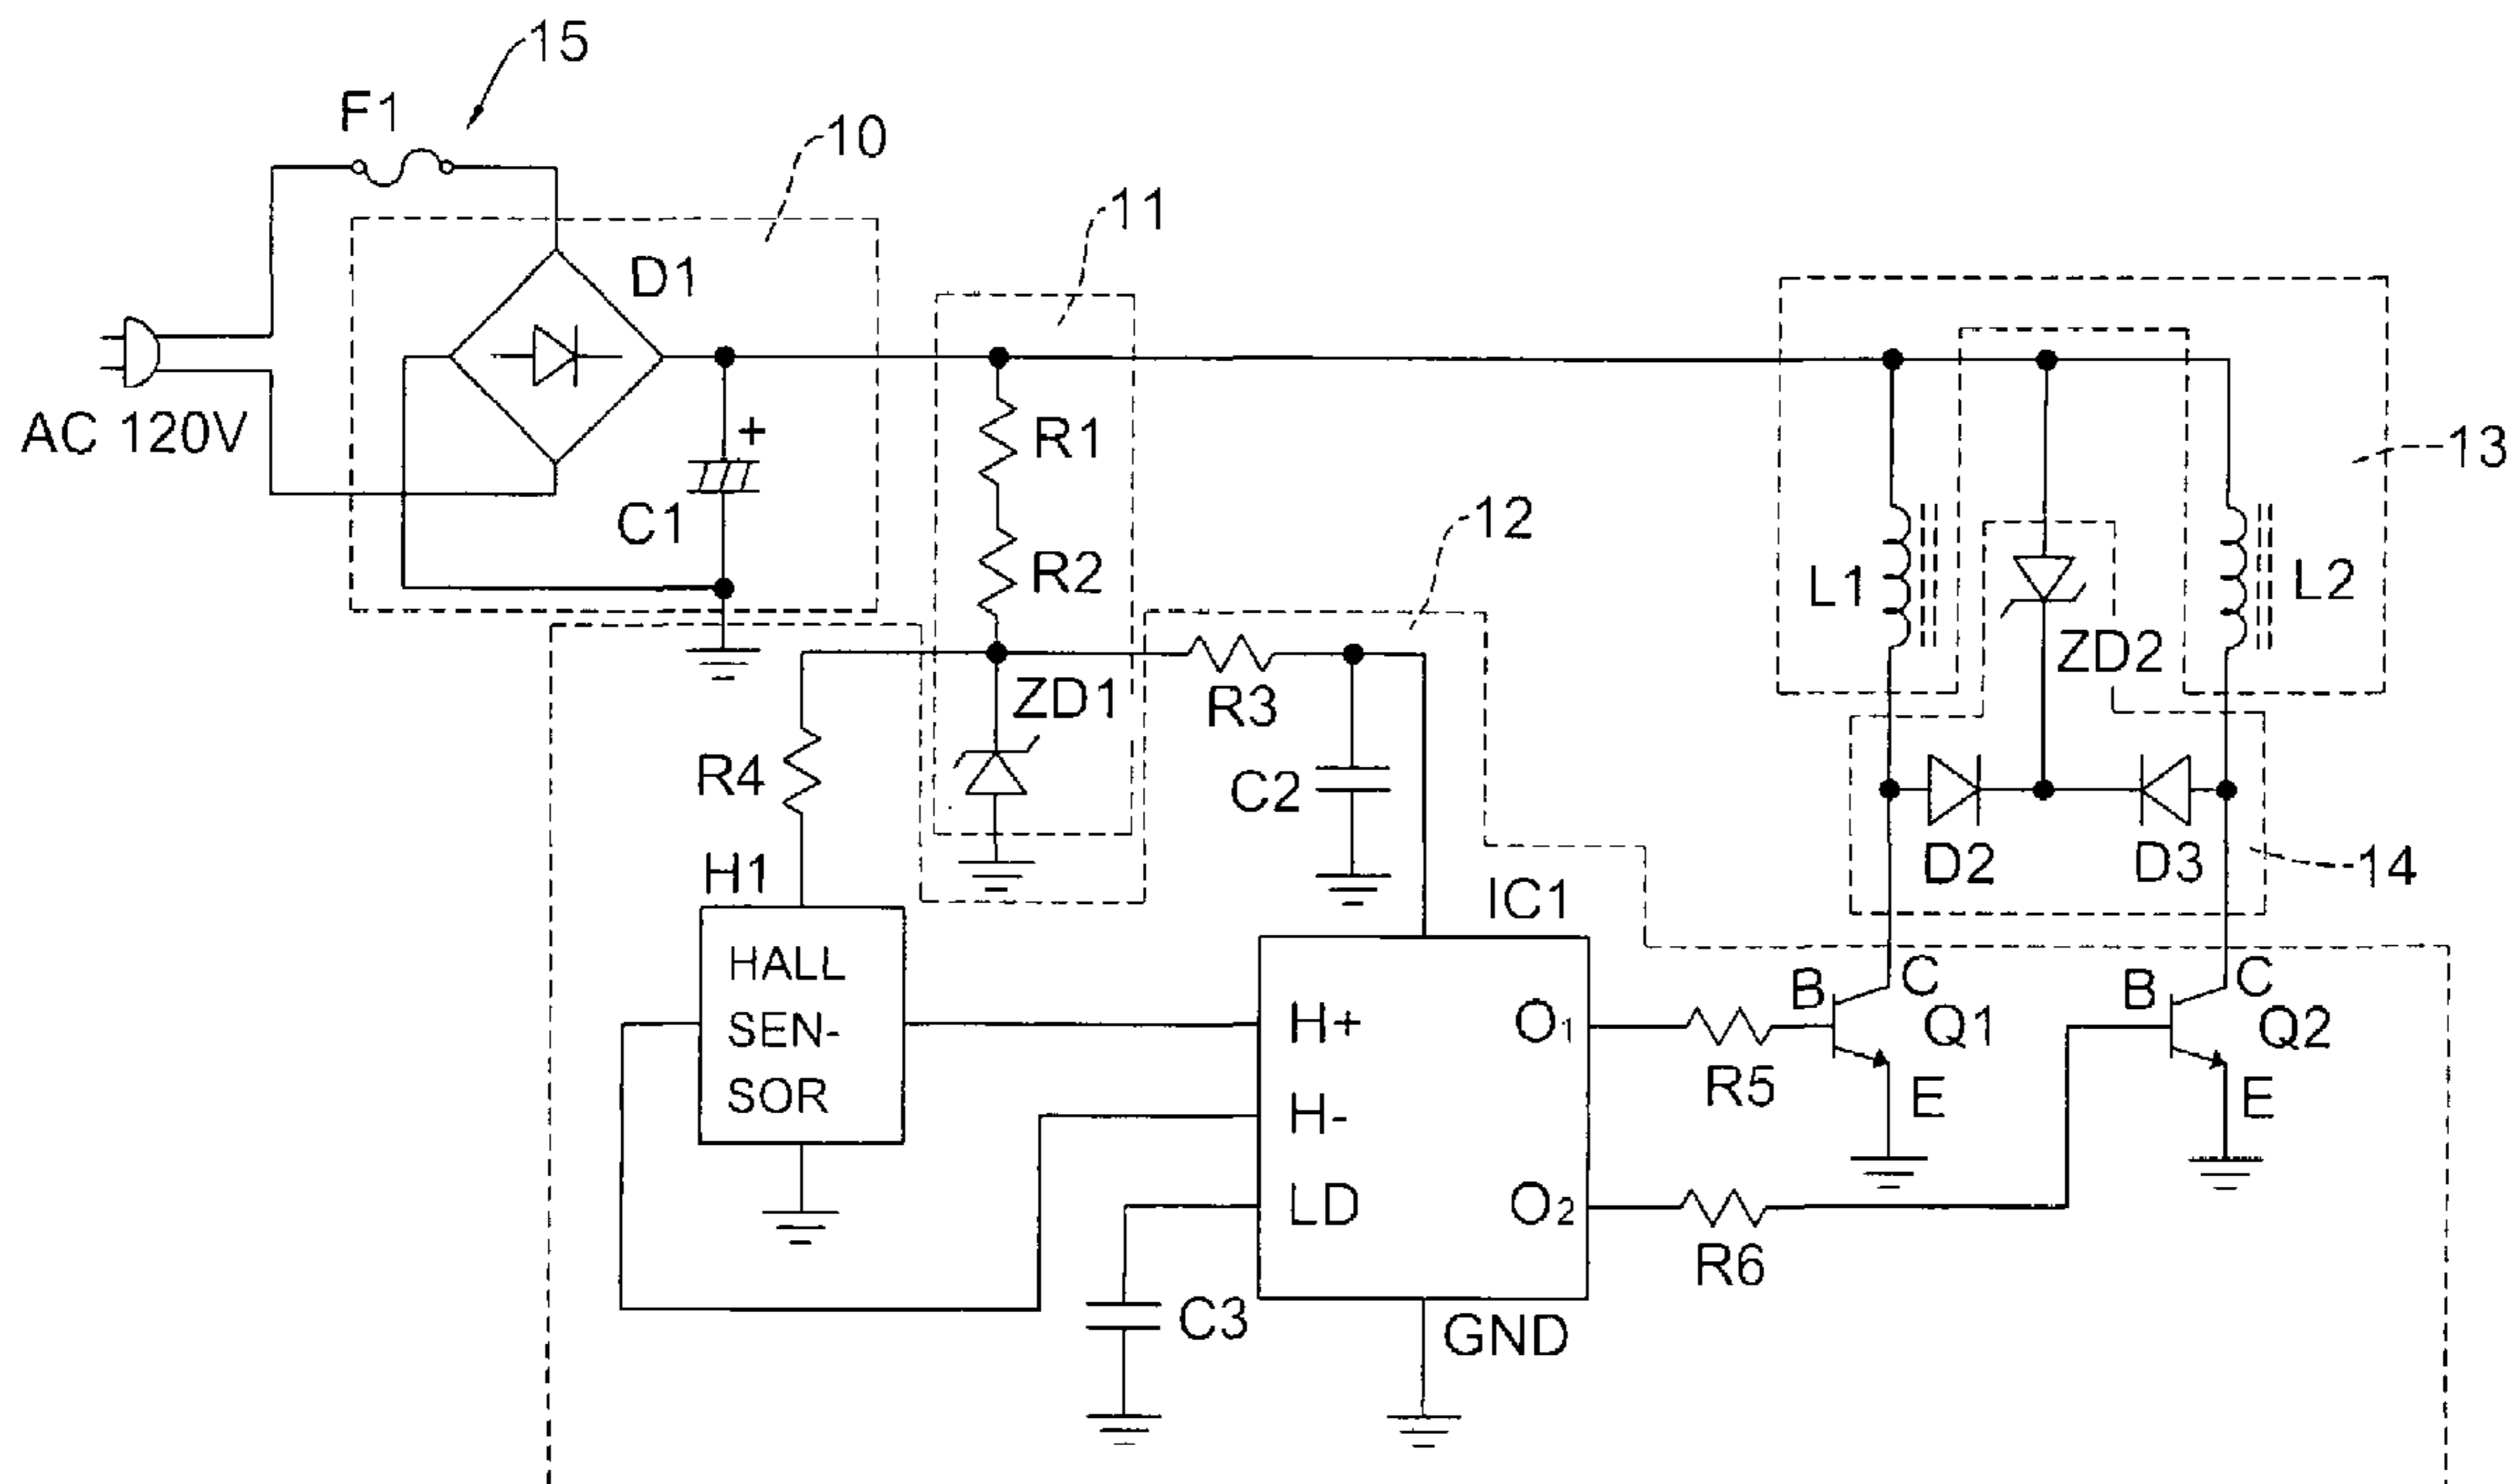 15
F1
10
11
D1
AC 120V
+
R1
13
C1
12
R2
L1
L2
ZD2
ZD1
R3
R4
C2
H1
D2
D3
14
IC1
HALL
SEN-
SOR
B
C
Q1
E
B
C
Q2
E
H+
O1
R5
H-
LD
O2
R6
C3
GND